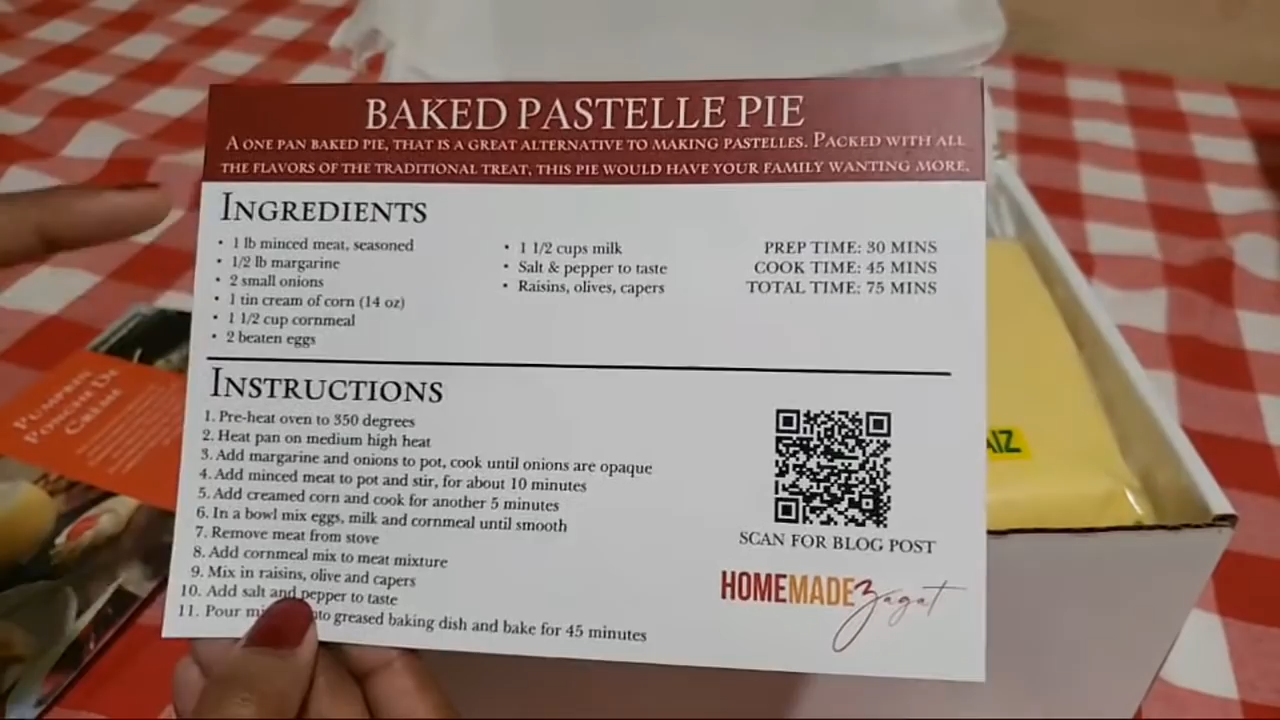 BAKED PASTELLE PIE
A ONE PAN BAKED PIE, THAT IS A GREAT ALTERNATIVE TO MAKING PASTELLES. PACKED WITH ALL
THE FLAVORS OF THE TRADITIONAL TREAT, THIS PIE WOULD HAVE YOUR FAMILY WANTING MORE.
INGREDIENTS
• 1 lb minced meat, seasoned
• 1/2 lb margarine
• 2 small onions
• 1 tin cream of corn (14 oz)
• 1 1/2 cup cornmeal
• 2 beaten eggs
• 1 1/2 cups milk
• Salt & pepper to taste
• Raisins, olives, capers
PREP TIME: 30 MINS
COOK TIME: 45 MINS
TOTAL TIME: 75 MINS
INSTRUCTIONS
1. Pre-heat oven to 350 degrees
2. Heat pan on medium high heat
3. Add margarine and onions to pot, cook until onions are opaque
4. Add minced meat to pot and stir, for about 10 minutes
5. Add creamed corn and cook for another 5 minutes
6. In a bowl mix eggs, milk and cornmeal until smooth
7. Remove meat from stove
8. Add cornmeal mix to meat mixture
9. Mix in raisins, olive and capers
10. Add salt and pepper to taste
11. Pour greased baking dish and bake for 45 minutes
SCAN FOR BLOG POST
HOMEMADE Zagat
PUMPKIN
PONCHE DE
CRÈME